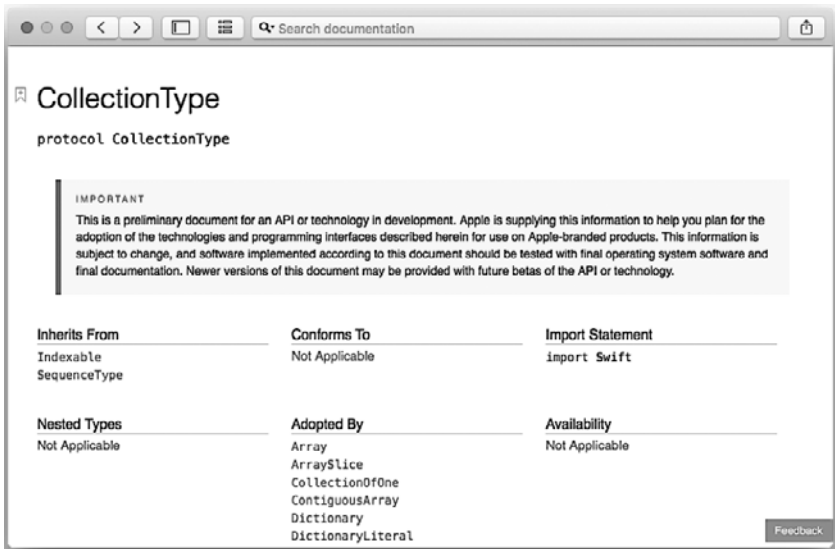 Search documentation
CollectionType
protocol CollectionType
IMPORTANT
This is a preliminary document for an API or technology in development. Apple is supplying this information to help you plan for the
adoption of the technologies and programming interfaces described herein for use on Apple-branded products. This information is
subject to change, and software implemented according to this document should be tested with final operating system software and
final documentation. Newer versions of this document may be provided with future betas of the API or technology.
Inherits From
Indexable
SequenceType
Conforms To
Not Applicable
Import Statement
import Swift
Nested Types
Not Applicable
Adopted By
Array
ArraySlice
CollectionOfOne
ContiguousArray
Dictionary
DictionaryLiteral
Availability
Not Applicable
Feedback